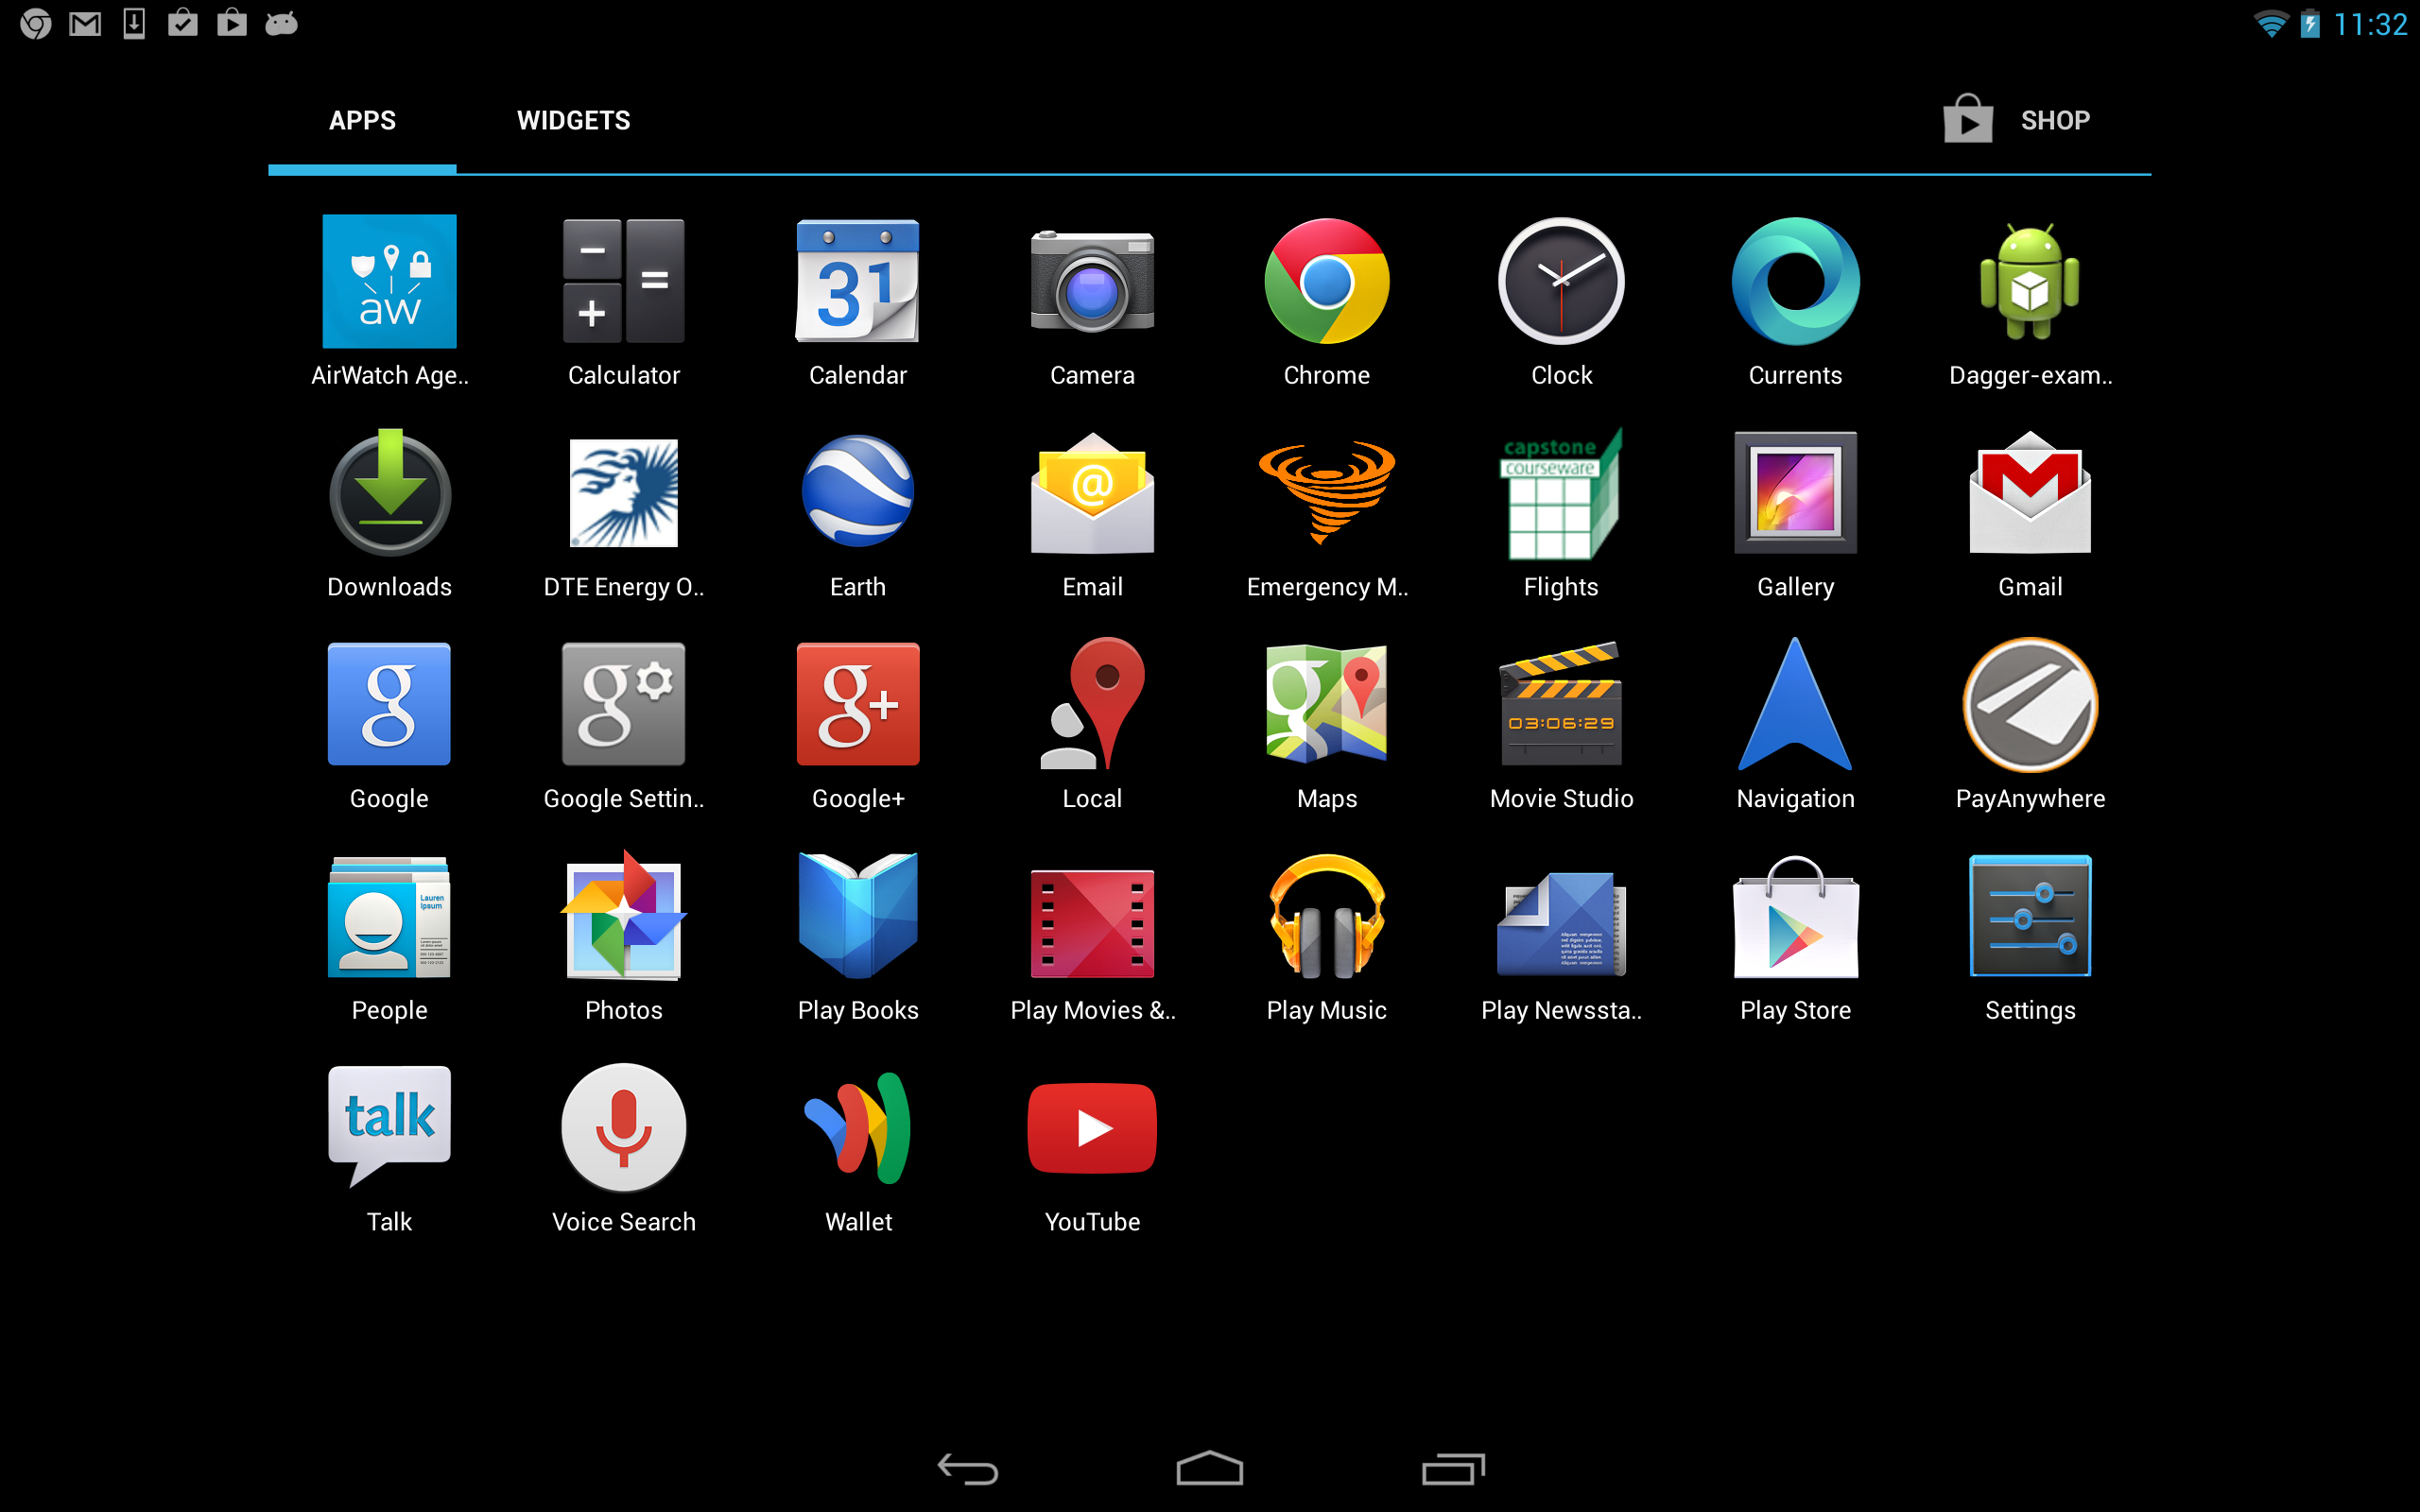 11:32
APPS WIDGETS SHOP
31
aw
AirWatch Age.. Calculator Calendar Camera Chrome Clock Currents Dagger-exam..
@
capstone
courseware
Downloads DTE Energy O.. Earth Email Emergency M.. Flights Gallery Gmail
g g g+ g 03:06:29
Google Google Settin.. Google+ Local Maps Movie Studio Navigation PayAnywhere
Lauren
Ipsum
People Photos Play Books Play Movies &.. Play Music Play Newssta.. Play Store Settings
talk
Talk Voice Search Wallet YouTube